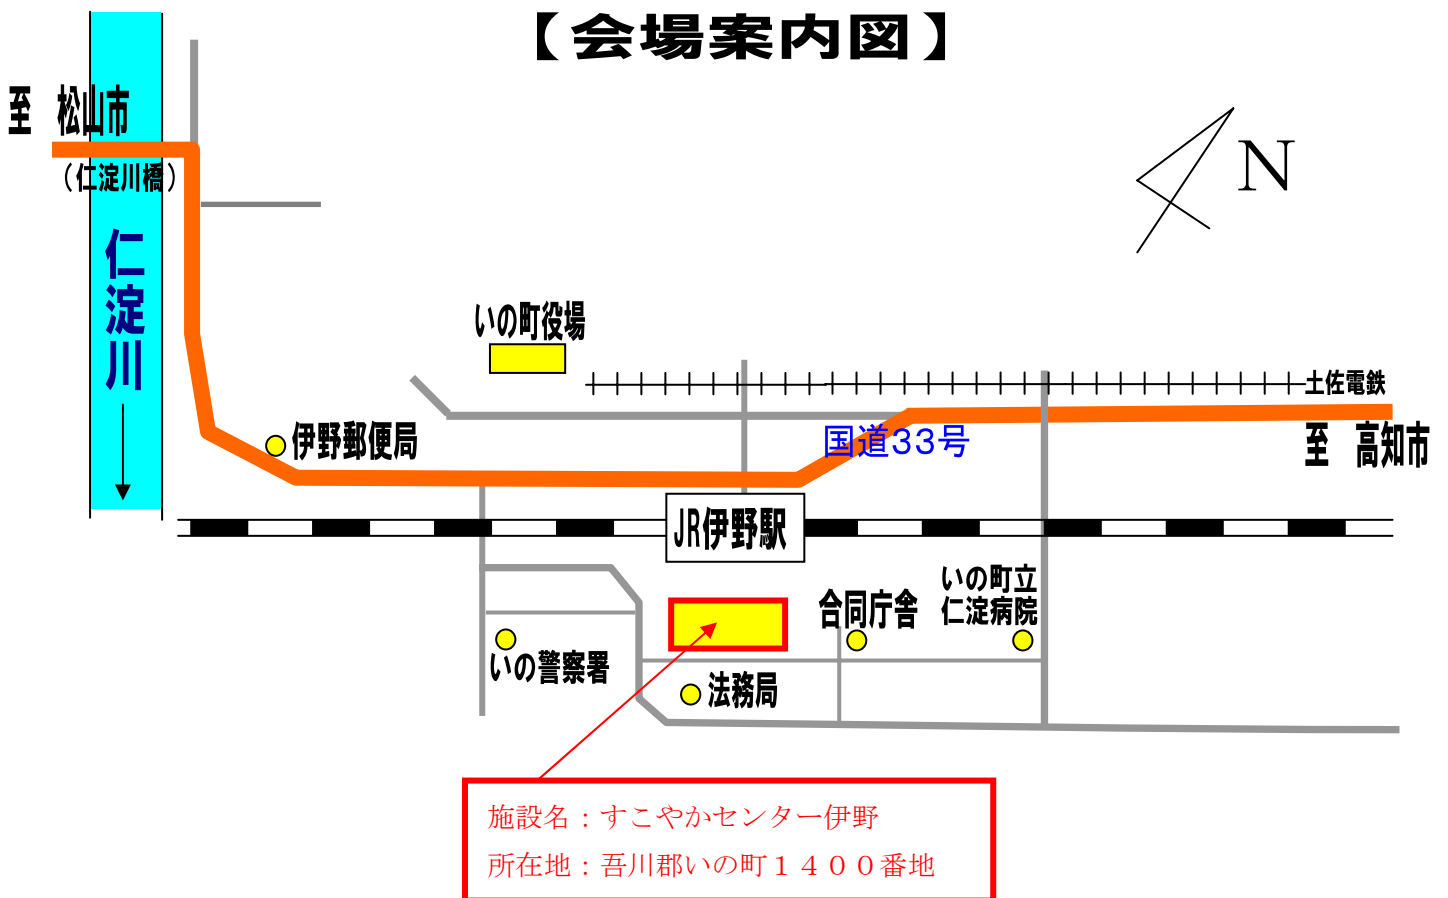 【会場案内図】
至　松山市
（仁淀川橋）
N
仁淀川
いの町役場
土佐電鉄
国道33号
至　高知市
伊野郵便局
JR伊野駅
いの町立
仁淀病院
合同庁舎
いの警察署
法務局
施設名：すこやかセンター伊野
所在地：吾川郡いの町１４００番地